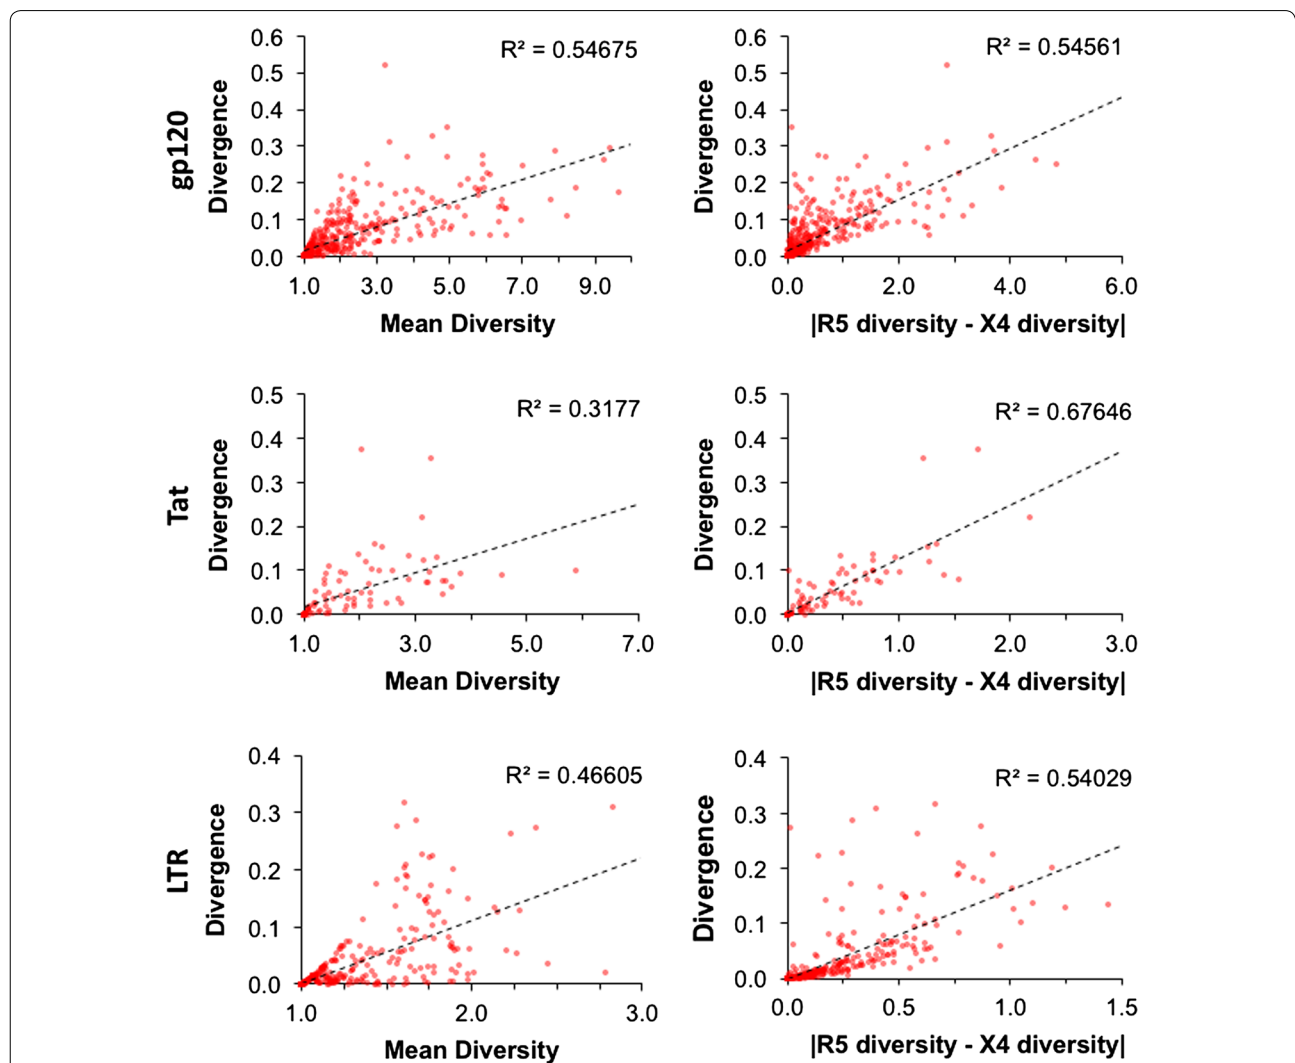 gp120
Divergence
0.6
0.5
0.4
0.3
0.2
0.1
0.0
R² = 0.54675
1.0 3.0 5.0 7.0 9.0
Mean Diversity
Divergence
0.6
0.5
0.4
0.3
0.2
0.1
0.0
R² = 0.54561
0.0 2.0 4.0 6.0
|R5 diversity - X4 diversity|
Tat
Divergence
0.5
0.4
0.3
0.2
0.1
0.0
R² = 0.3177
1.0 3.0 5.0 7.0
Mean Diversity
Divergence
0.5
0.4
0.3
0.2
0.1
0.0
R² = 0.67646
0.0 1.0 2.0 3.0
|R5 diversity - X4 diversity|
LTR
Divergence
0.4
0.3
0.2
0.1
0.0
R² = 0.46605
1.0 2.0 3.0
Mean Diversity
Divergence
0.4
0.3
0.2
0.1
0.0
R² = 0.54029
0.0 0.5 1.0 1.5
|R5 diversity - X4 diversity|